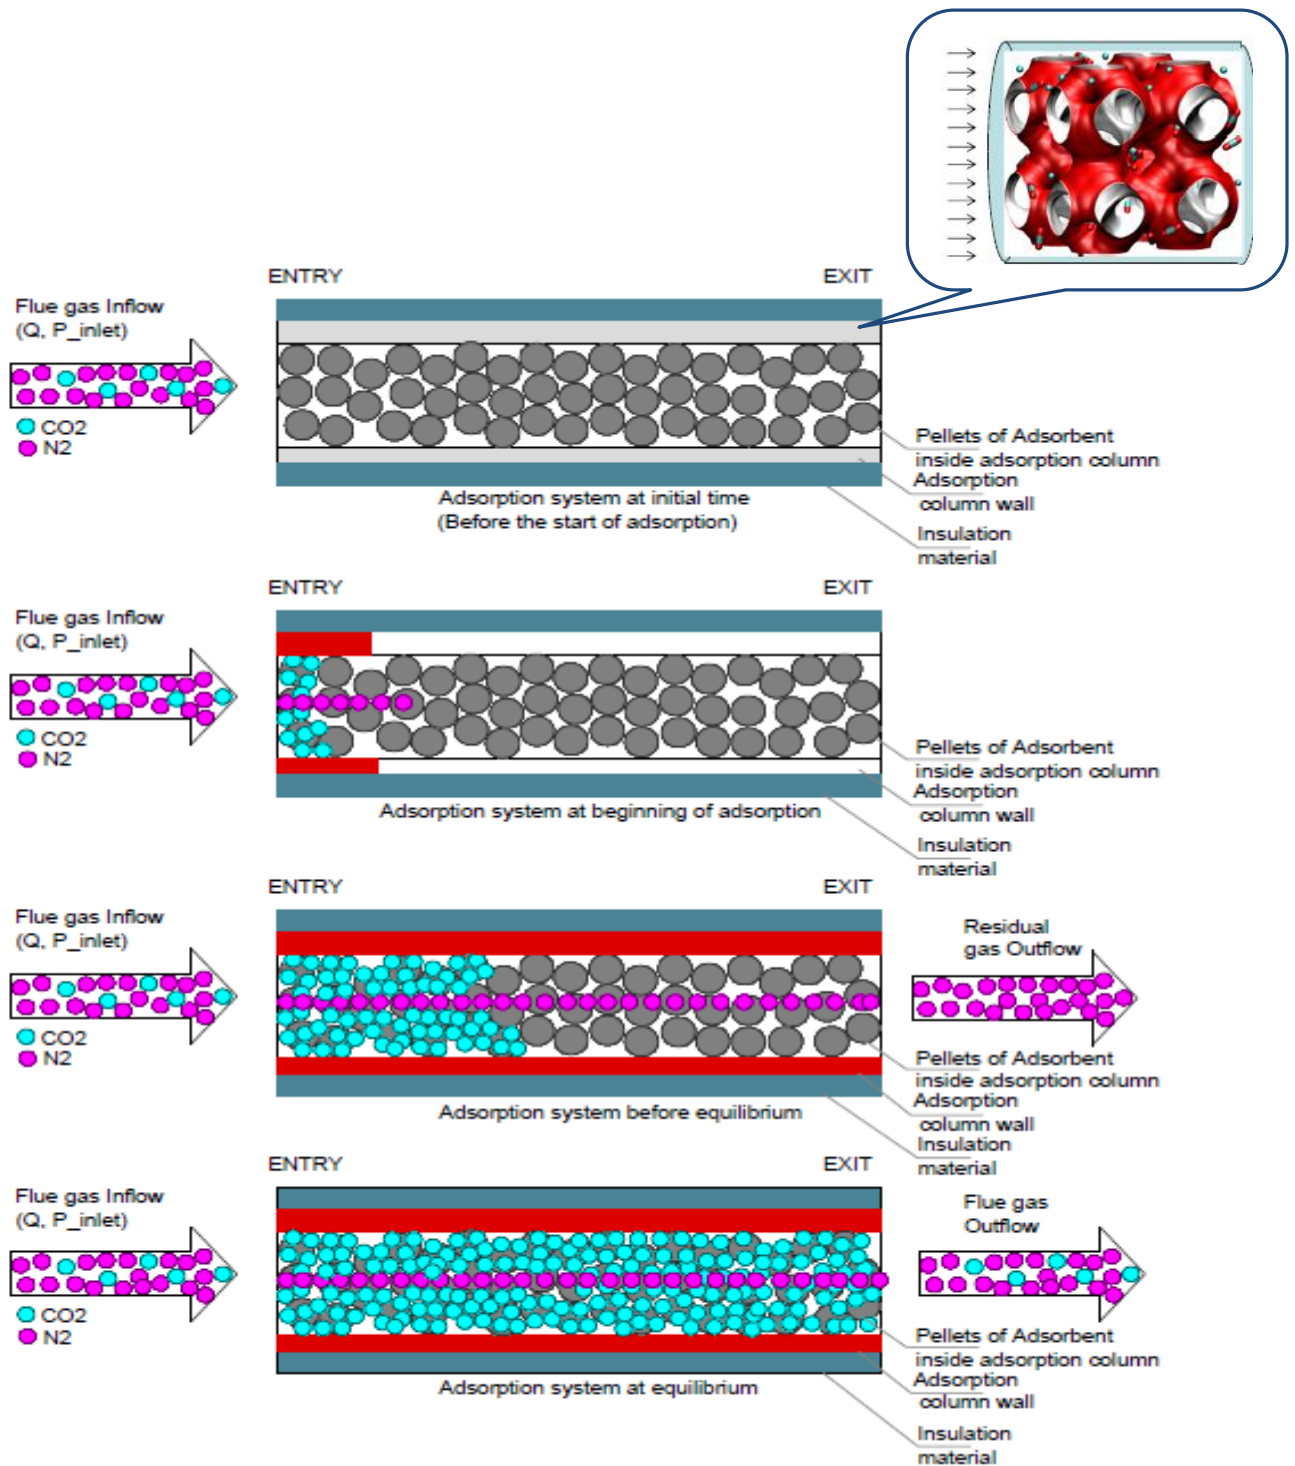 ENTRY
EXIT
Flue gas Inflow
(Q, P_inlet)
CO2
N2
Pellets of Adsorbent
inside adsorption column
Adsorption
column wall
Adsorption system at initial time
(Before the start of adsorption)
Insulation
material
ENTRY
EXIT
Flue gas Inflow
(Q, P_inlet)
CO2
N2
Pellets of Adsorbent
inside adsorption column
Adsorption
column wall
Adsorption system at beginning of adsorption
Insulation
material
ENTRY
EXIT
Flue gas Inflow
(Q, P_inlet)
Residual
gas Outflow
CO2
N2
Pellets of Adsorbent
inside adsorption column
Adsorption
column wall
Adsorption system before equilibrium
Insulation
material
ENTRY
EXIT
Flue gas Inflow
(Q, P_inlet)
Flue gas
Outflow
CO2
N2
Pellets of Adsorbent
inside adsorption column
Adsorption
column wall
Adsorption system at equilibrium
Insulation
material